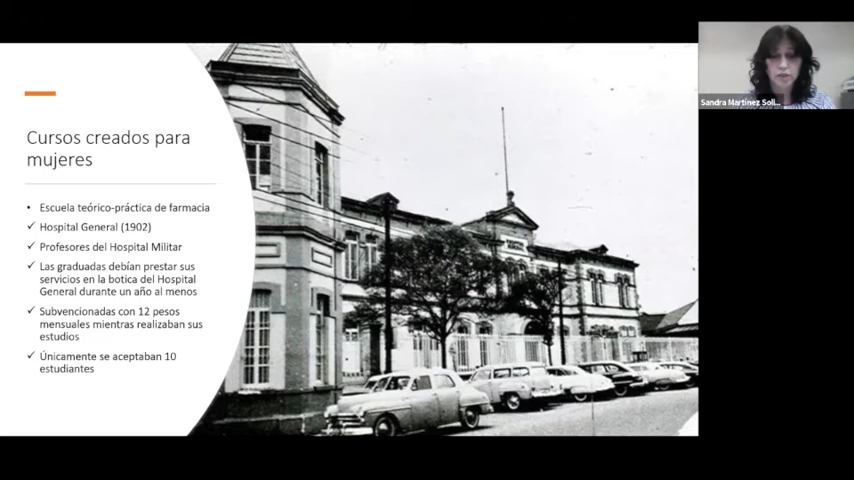 Cursos creados para
mujeres
• Escuela teórico-práctica de farmacia
✓ Hospital General (1902)
✓ Profesores del Hospital Militar
✓ Las graduadas debían prestar sus
servicios en la botica del Hospital
General durante un año al menos
✓ Subvencionadas con 12 pesos
mensuales mientras realizaban sus
estudios
✓ Únicamente se aceptaban 10
estudiantes
Sandra Martínez Soli...